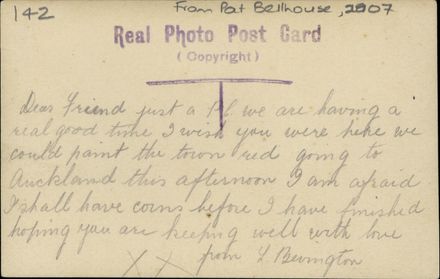 142
From Pat Bellhouse, 2007
Real Photo Post Card
(Copyright)
Dear Friend just a P.C. we are having a
real good time I wish you were here we
could paint the town red going to
Auckland this afternoon I am afraid
I shall have corns before I have finished
hoping you are keeping well with love
from L. Bevington
X X